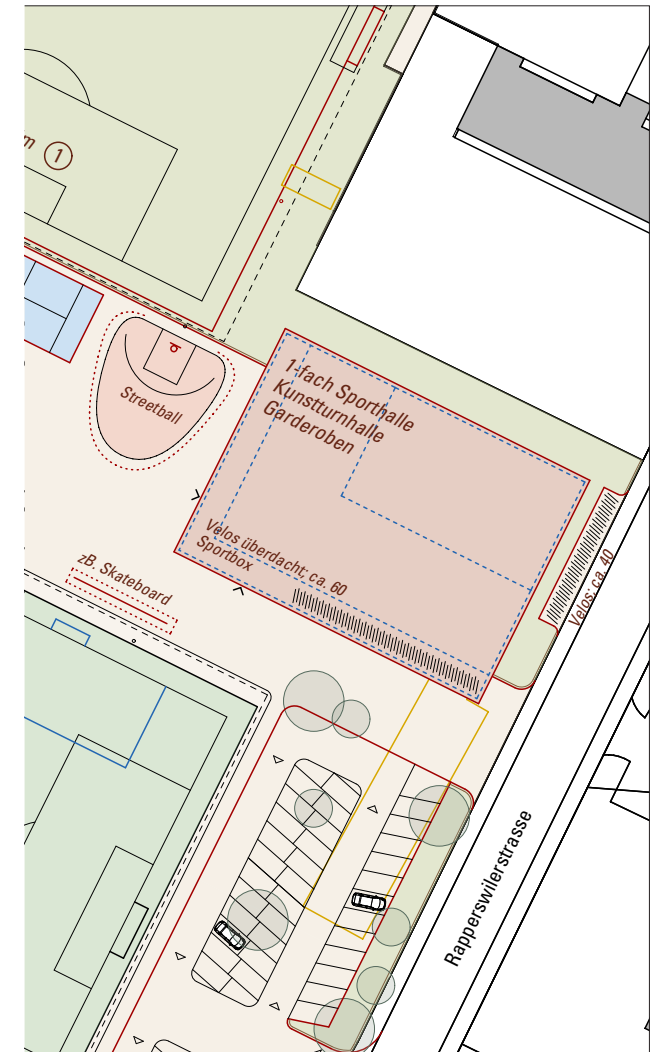 1
1-fach Sporthalle
Kunstturnhalle
Garderoben
Streetball
Velos überdacht; ca. 60
Sportbox
zB. Skateboard
Velos: ca. 40
Rapperswilerstrasse